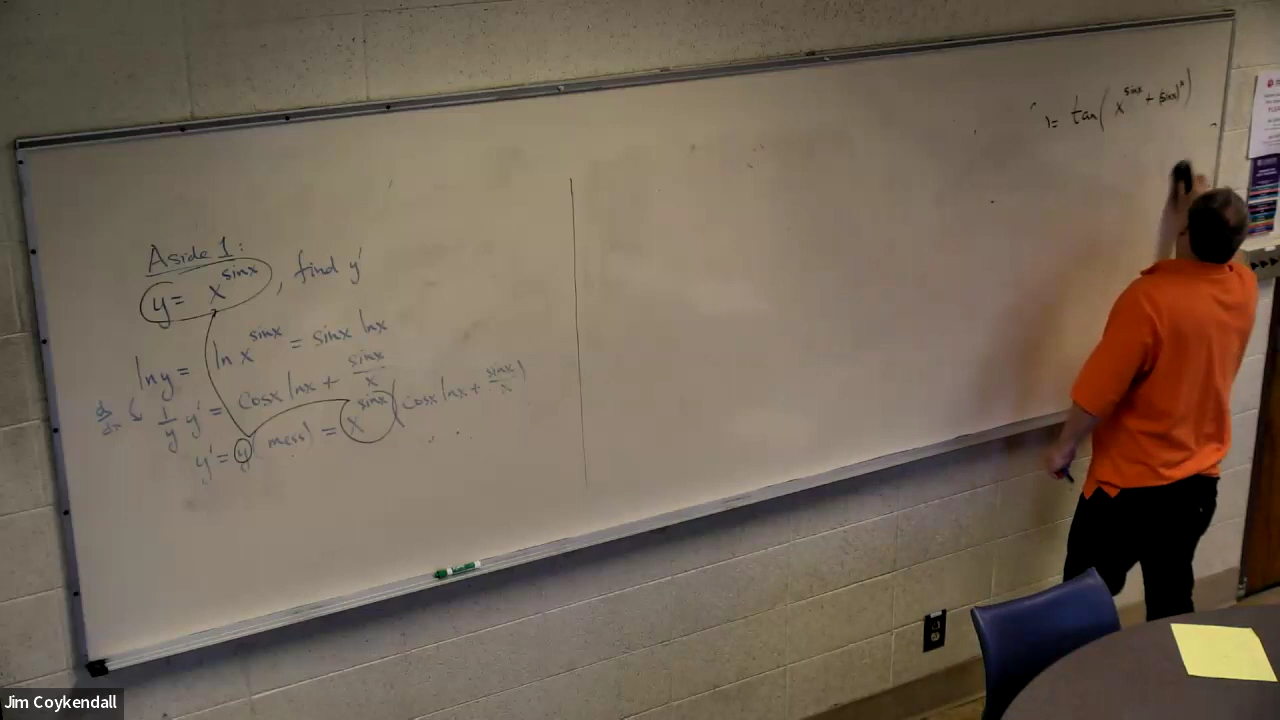 = tan(x^sinx + (sinx)^x)
Aside 1:
y = x^sinx, find y'
ln y = ln x^sinx = sinx lnx
d/dx ( 1/y y' = cosx lnx + sinx/x
y' = y (mess) = x^sinx (cosx lnx + sinx/x)
Jim Coykendall